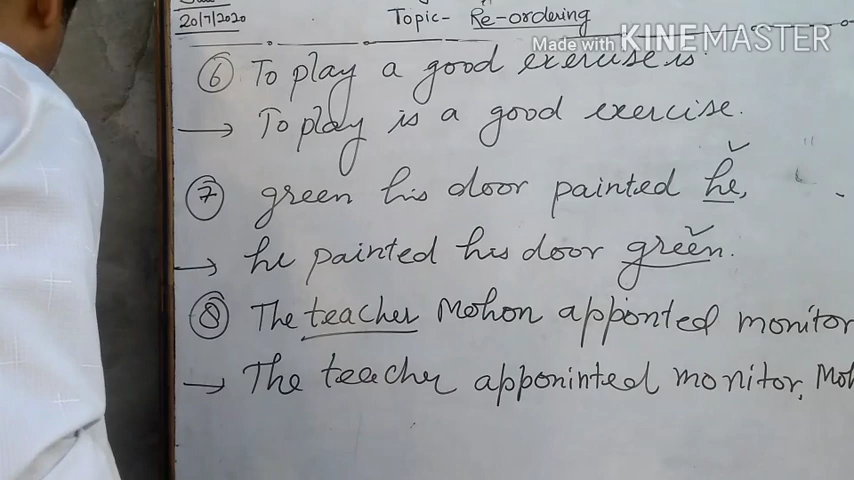 20/7/2020
Topic- Re-ordering
Made with KINEMASTER
⑥ To play a good exercise is.
→ To play is a good exercise.
⑦ green his door painted he,
→ he painted his door green.
⑧ The teacher Mohon appointed monitor
→ The teacher apponinted monitor, Moh